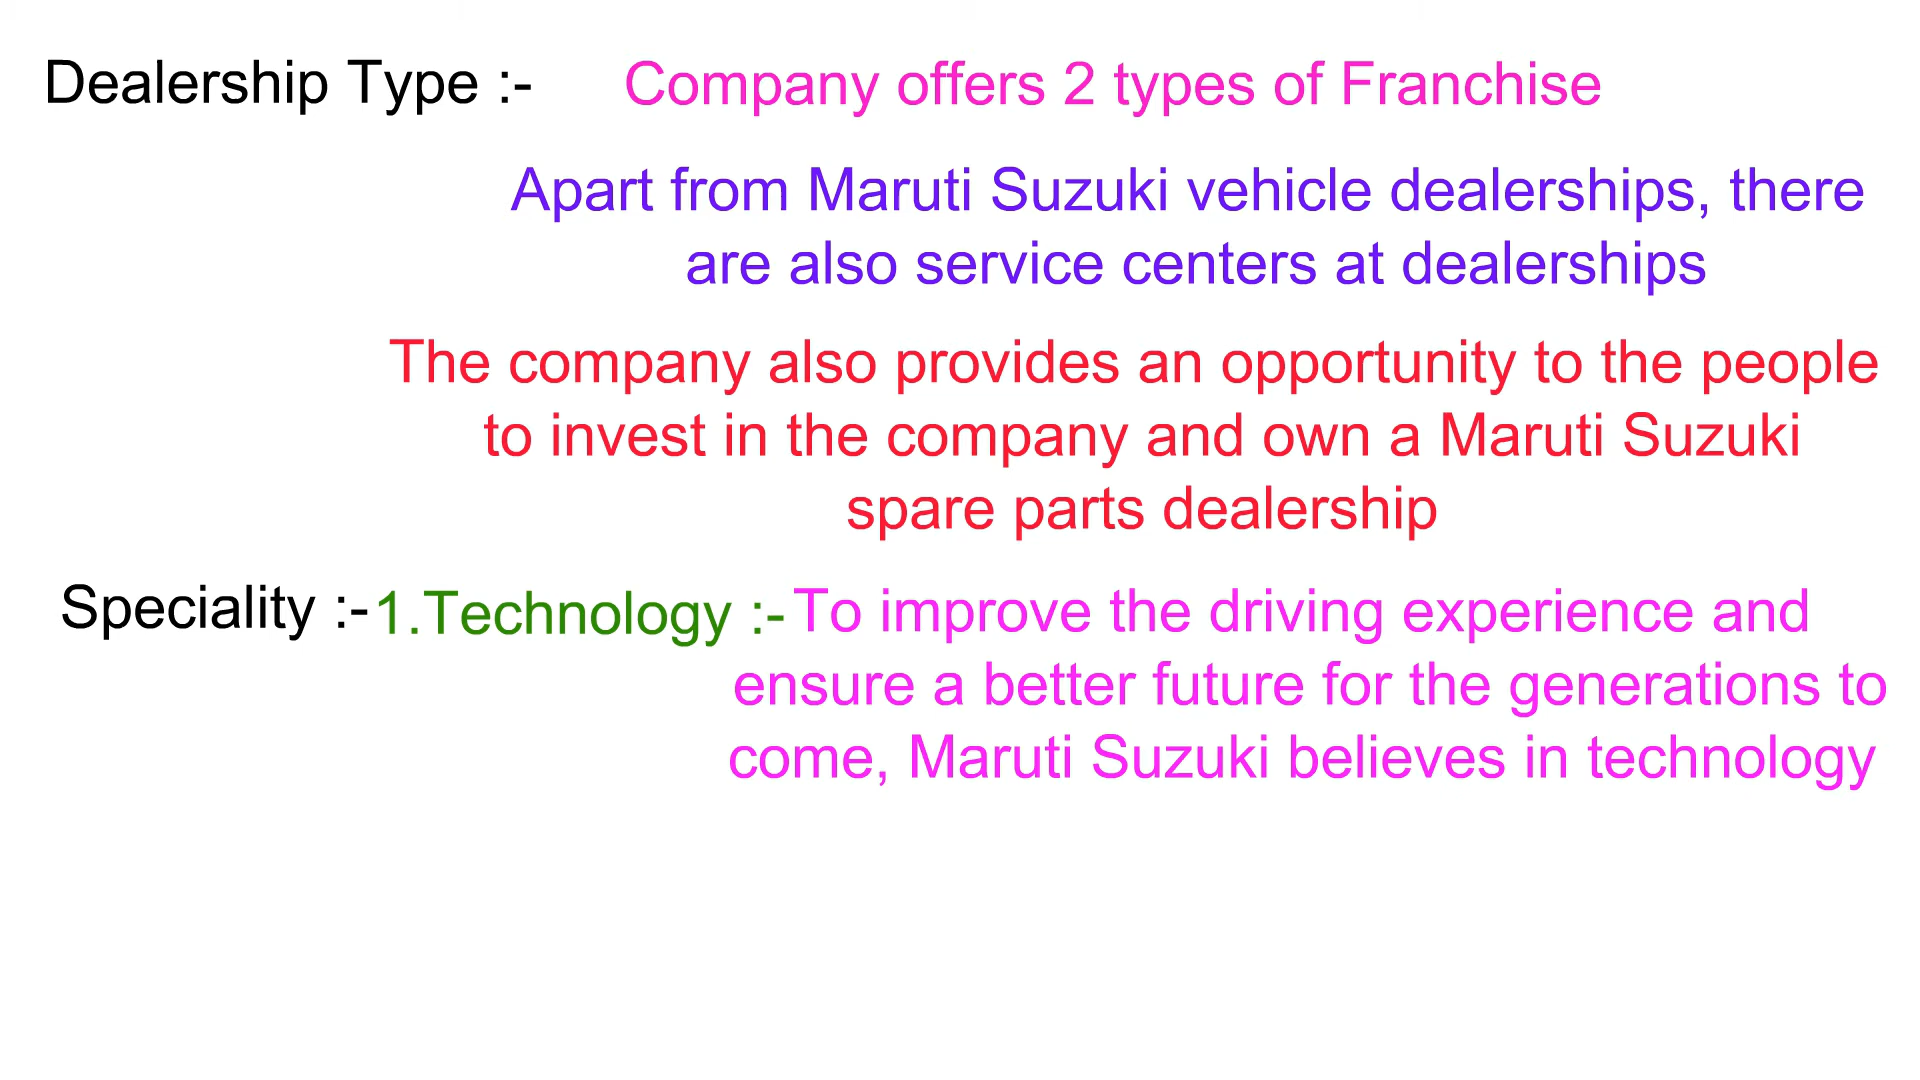 Dealership Type :- Company offers 2 types of Franchise
Apart from Maruti Suzuki vehicle dealerships, there
are also service centers at dealerships
The company also provides an opportunity to the people
to invest in the company and own a Maruti Suzuki
spare parts dealership
Speciality :- 1.Technology :- To improve the driving experience and
ensure a better future for the generations to
come, Maruti Suzuki believes in technology